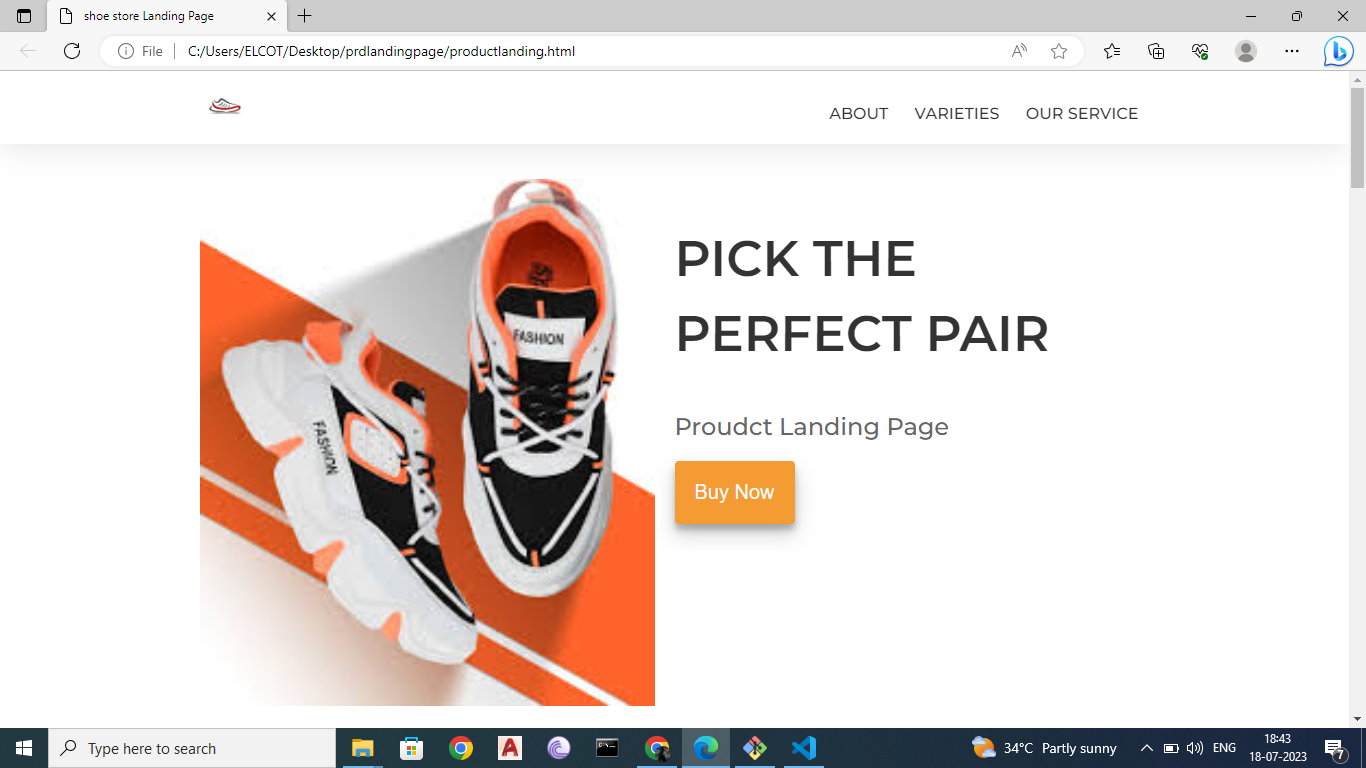 shoe store Landing Page
File
C:/Users/ELCOT/Desktop/prdlandingpage/productlanding.html
ABOUT VARIETIES OUR SERVICE
PICK THE
PERFECT PAIR
FASHION
FASHION
Proudct Landing Page
Buy Now
Type here to search
34°C Partly sunny
ENG
18:43
18-07-2023
7